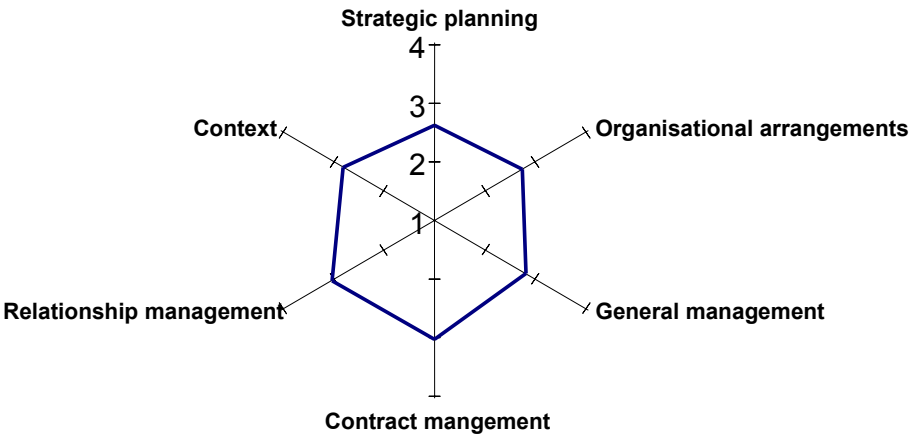 Strategic planning
4
3
Context
Organisational arrangements
2
1
Relationship management
General management
Contract mangement